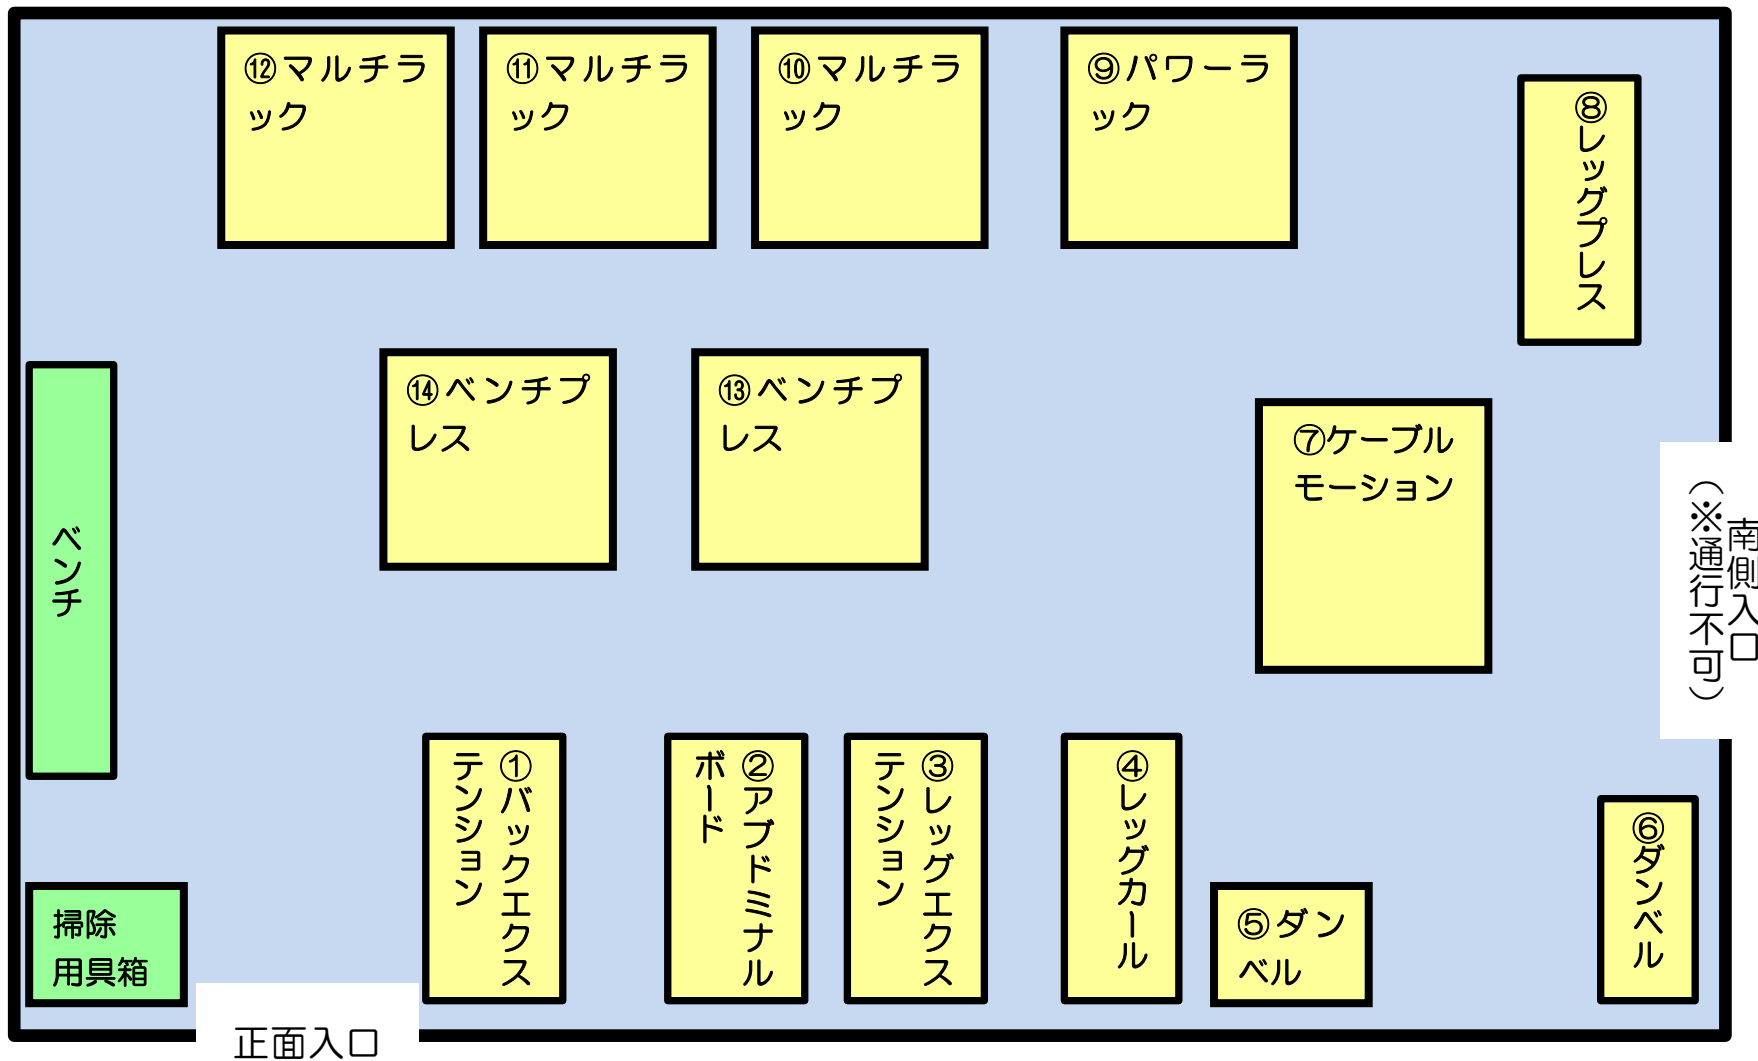 ⑫マルチラ
ック
⑪マルチラ
ック
⑩マルチラ
ック
⑨パワーラ
ック
⑧レッグプレス
⑭ベンチプ
レス
⑬ベンチプ
レス
⑦ケーブル
モーション
ベンチ
南側入口
(※通行不可)
①バックエクス
テンション
②アブドミナル
ボード
③レッグエクス
テンション
④レッグカール
⑤ダン
ベル
⑥ダンベル
掃除
用具箱
正面入口